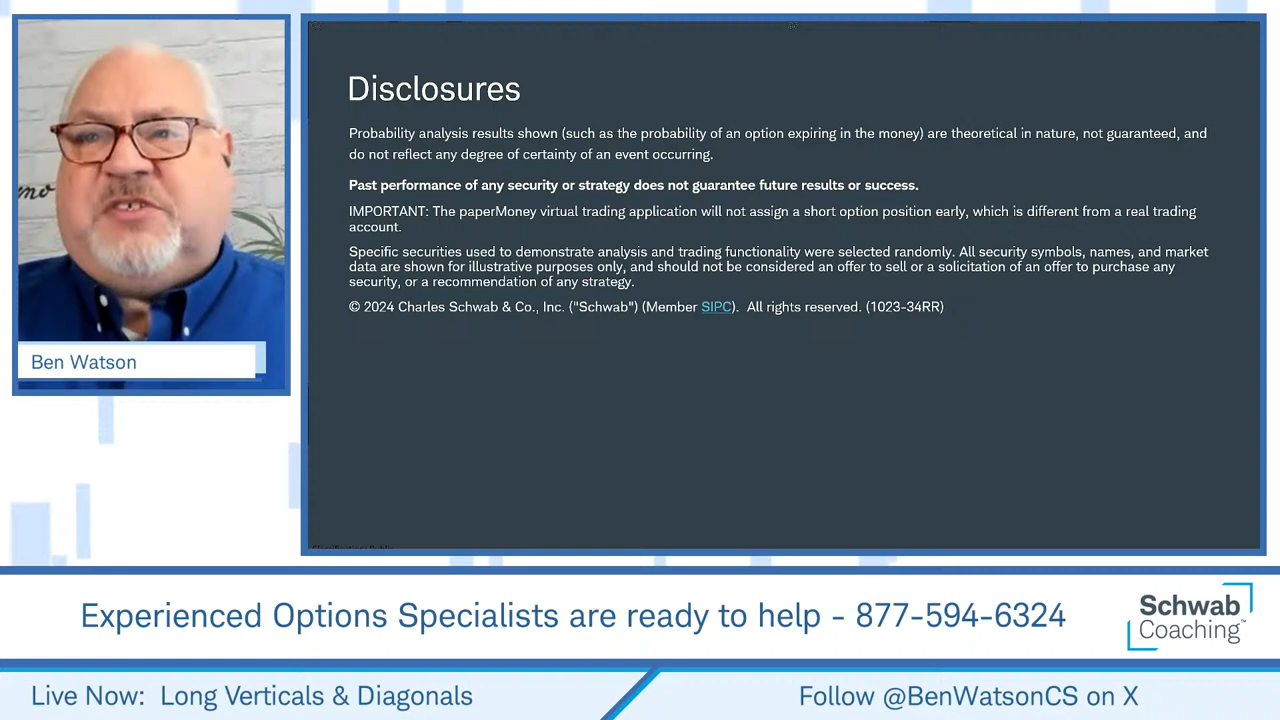 Disclosures
Probability analysis results shown (such as the probability of an option expiring in the money) are theoretical in nature, not guaranteed, and
do not reflect any degree of certainty of an event occurring.
Past performance of any security or strategy does not guarantee future results or success.
IMPORTANT: The paperMoney virtual trading application will not assign a short option position early, which is different from a real trading
account.
Specific securities used to demonstrate analysis and trading functionality were selected randomly. All security symbols, names, and market
data are shown for illustrative purposes only, and should not be considered an offer to sell or a solicitation of an offer to purchase any
security, or a recommendation of any strategy.
© 2024 Charles Schwab & Co., Inc. ("Schwab") (Member SIPC).  All rights reserved. (1023-34RR)
Ben Watson
Experienced Options Specialists are ready to help - 877-594-6324
Schwab
Coaching™
Live Now:  Long Verticals & Diagonals
Follow @BenWatsonCS on X